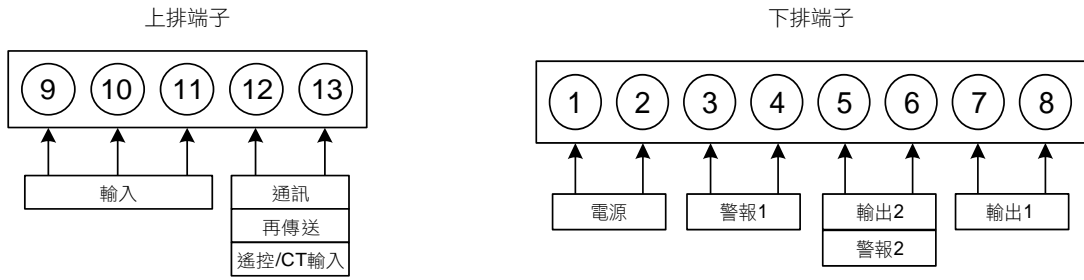 上排端子
9 10 11 12 13
輸入
通訊
再傳送
遙控/CT輸入
下排端子
1 2 3 4 5 6 7 8
電源
警報1
輸出2
警報2
輸出1